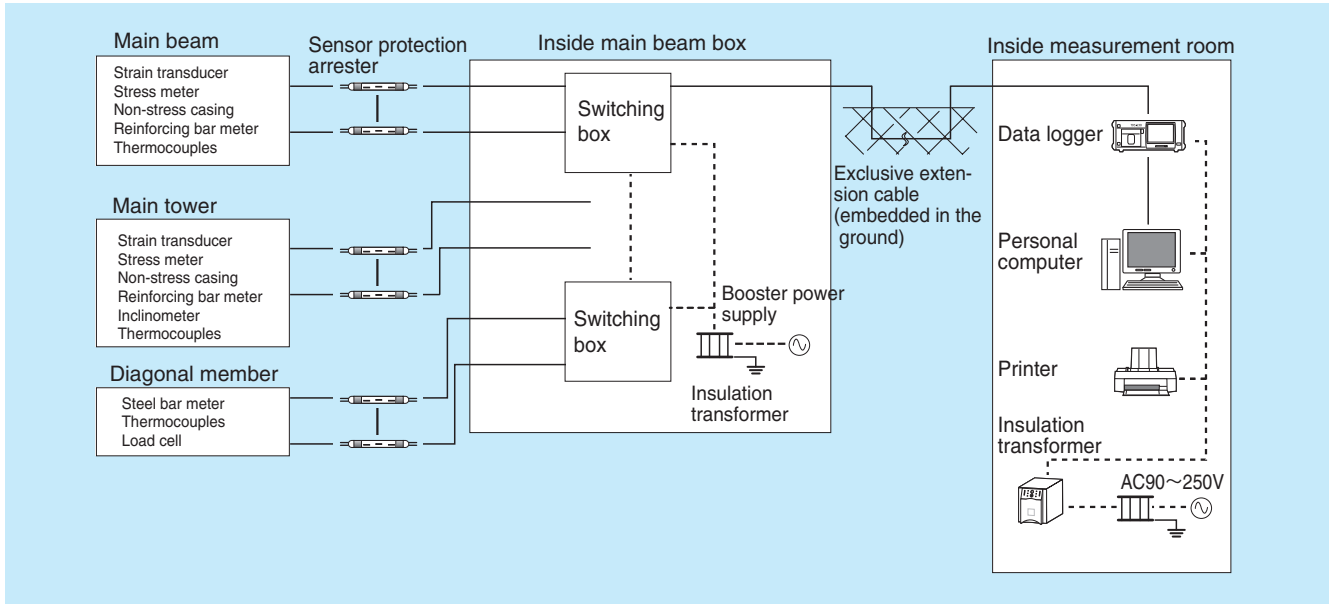 Main beam
Strain transducer
Stress meter
Non-stress casing
Reinforcing bar meter
Thermocouples
Main tower
Strain transducer
Stress meter
Non-stress casing
Reinforcing bar meter
Inclinometer
Thermocouples
Diagonal member
Steel bar meter
Thermocouples
Load cell
Sensor protection
arrester
Inside main beam box
Switching
box
Switching
box
Booster power
supply
Insulation
transformer
Exclusive exten-
sion cable
(embedded in the
ground)
Inside measurement room
Data logger
Personal
computer
Printer
Insulation
transformer
AC90～250V